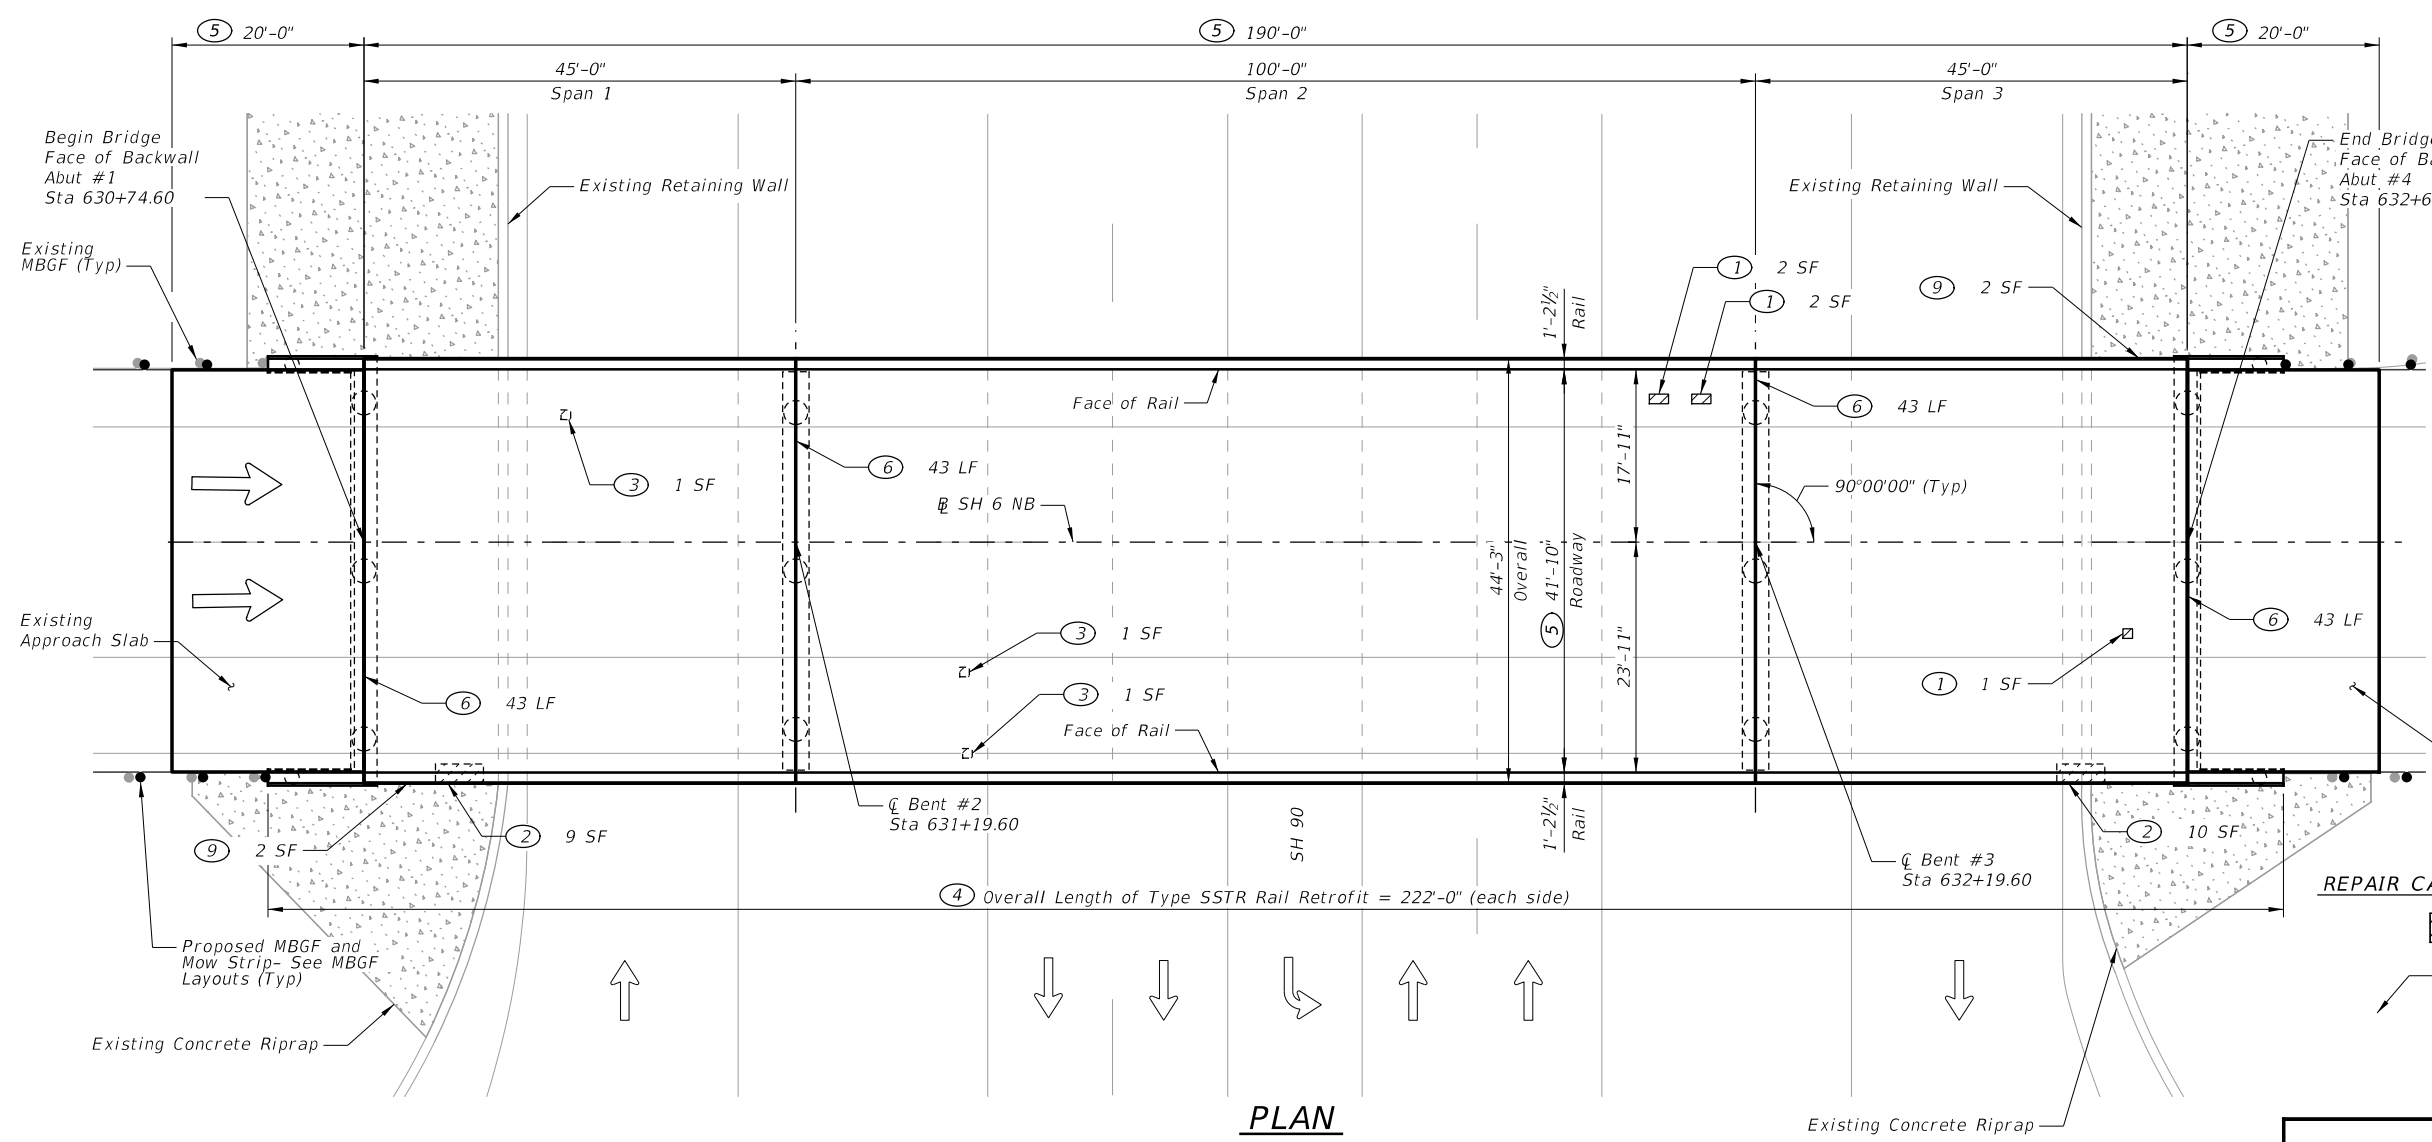 5 20'-0"
5 190'-0"
5 20'-0"
45'-0"
Span 1
100'-0"
Span 2
45'-0"
Span 3
Begin Bridge
Face of Backwall
Abut #1
Sta 630+74.60
Existing Retaining Wall
Existing Retaining Wall
End Bridge
Face of Ba
Abut #4
Sta 632+6
Existing
MBGF (Typ)
1 2 SF
1 2 SF
9 2 SF
1'-2½"
Rail
Face of Rail
6 43 LF
3 1 SF
6 43 LF
17'-11"
90°00'00" (Typ)
℄ SH 6 NB
44'-3"
Overall
5 41'-10"
Roadway
Existing
Approach Slab
3 1 SF
6 43 LF
23'-11"
1 1 SF
6 43 LF
3 1 SF
Face of Rail
℄ Bent #2
Sta 631+19.60
SH 90
1'-2½"
Rail
2 9 SF
9 2 SF
2 10 SF
℄ Bent #3
Sta 632+19.60
REPAIR CA
4 Overall Length of Type SSTR Rail Retrofit = 222'-0" (each side)
Proposed MBGF and
Mow Strip- See MBGF
Layouts (Typ)
Existing Concrete Riprap
Existing Concrete Riprap
PLAN